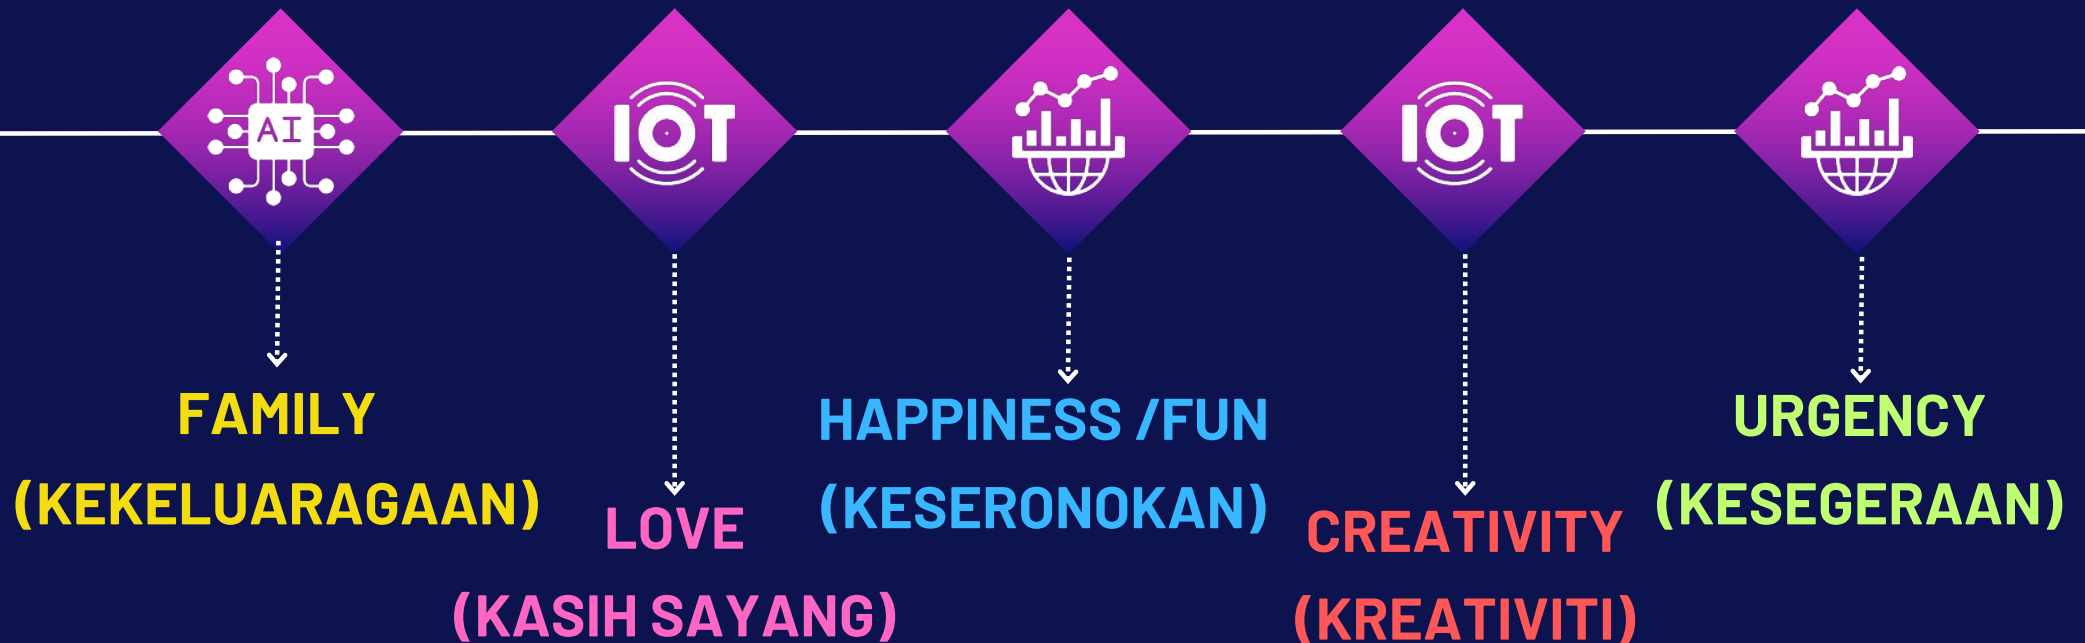 AI
IOT
IOT
FAMILY
(KEKELUARAGAAN)
LOVE
(KASIH SAYANG)
HAPPINESS /FUN
(KESERONOKAN)
CREATIVITY
(KREATIVITI)
URGENCY
(KESEGERAAN)